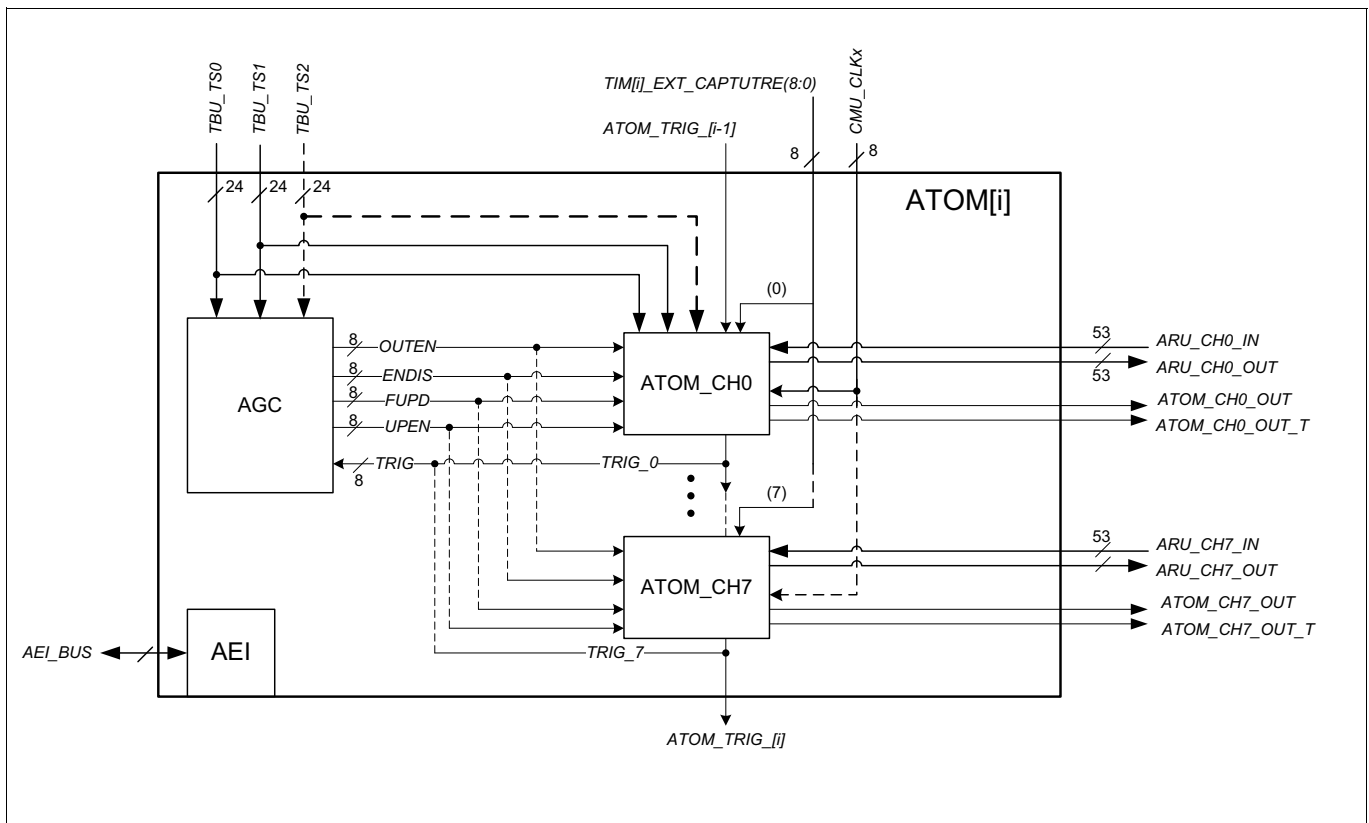 TBU_TS0
TBU_TS1
TBU_TS2
TIM[i]_EXT_CAPTUTRE(8:0)
CMU_CLKx
ATOM_TRIG_[i-1]
8
8
24
24
24
ATOM[i]
(0)
8
OUTEN
53
ARU_CH0_IN
ARU_CH0_OUT
53
8
ENDIS
ATOM_CH0
AGC
8
FUPD
ATOM_CH0_OUT
8
UPEN
ATOM_CH0_OUT_T
TRIG
8
TRIG_0
(7)
53
ARU_CH7_IN
ARU_CH7_OUT
ATOM_CH7
ATOM_CH7_OUT
ATOM_CH7_OUT_T
AEI_BUS
AEI
TRIG_7
ATOM_TRIG_[i]